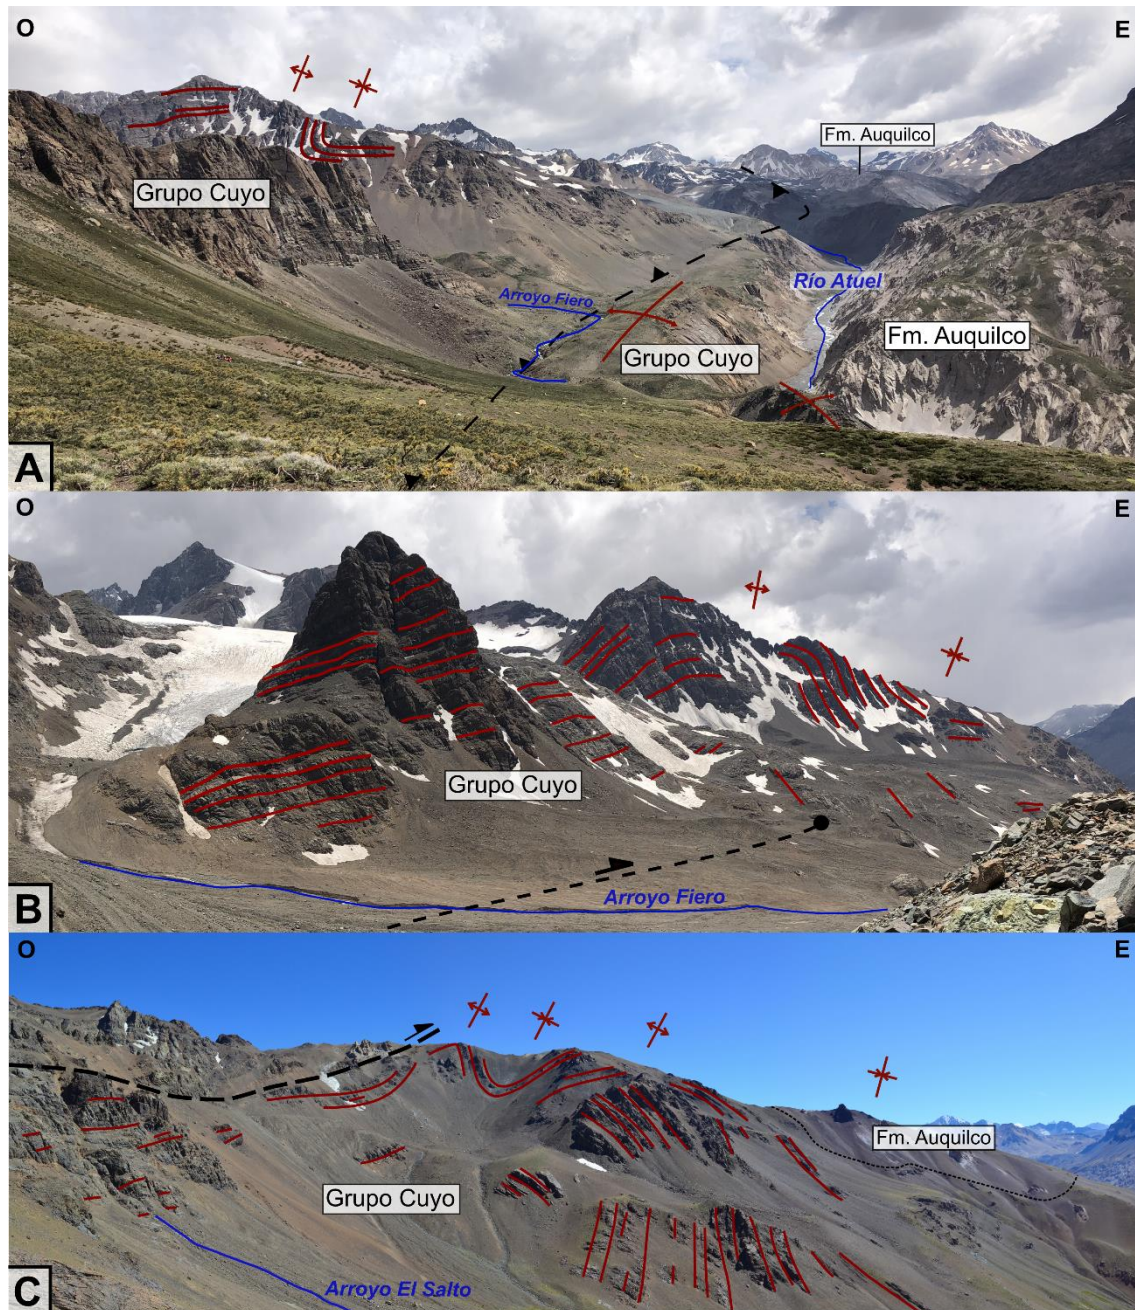 O
E
Fm. Auquilco
Grupo Cuyo
Arroyo Fiero
Río Atuel
Grupo Cuyo
Fm. Auquilco
A
O
E
Grupo Cuyo
Arroyo Fiero
B
O
E
Fm. Auquilco
Grupo Cuyo
Arroyo El Salto
C